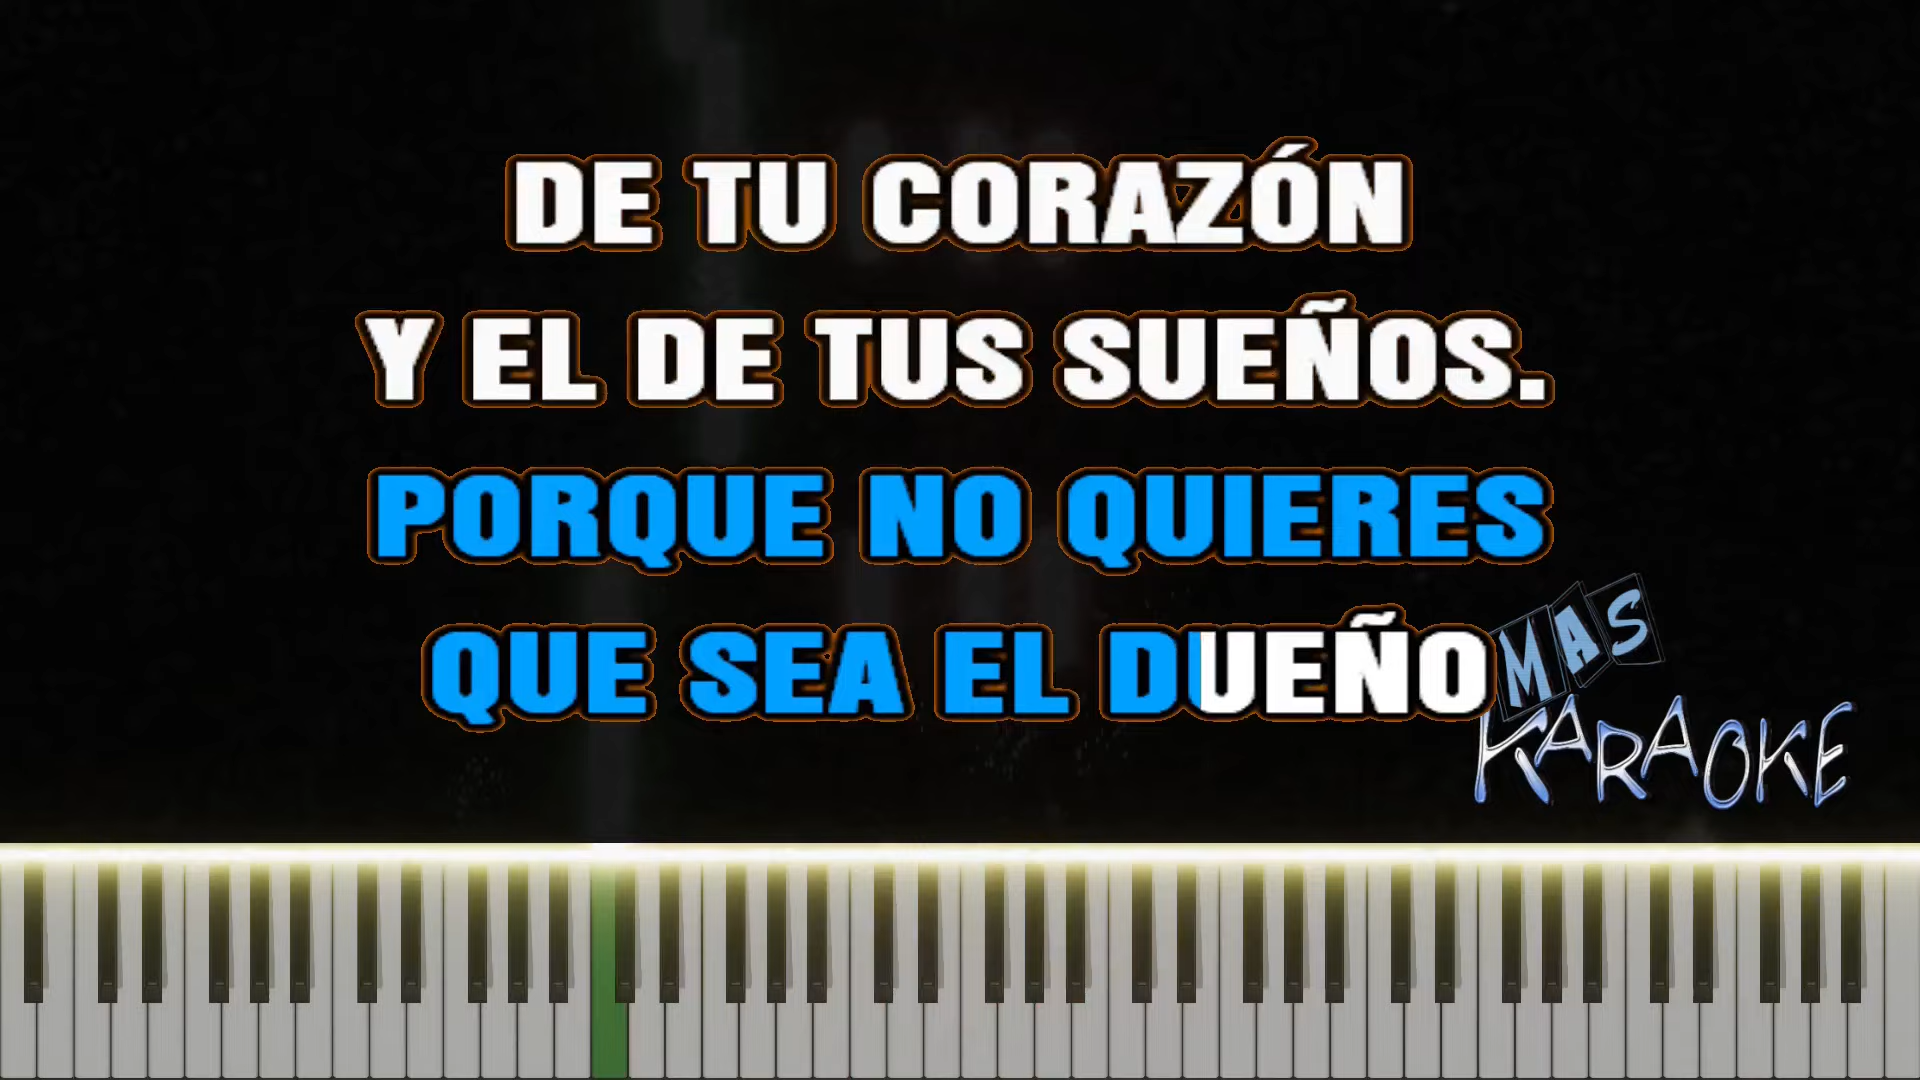 DE TU CORAZÓN
Y EL DE TUS SUEÑOS.
PORQUE NO QUIERES
QUE SEA EL DUEÑO
MAS
KARAOKE